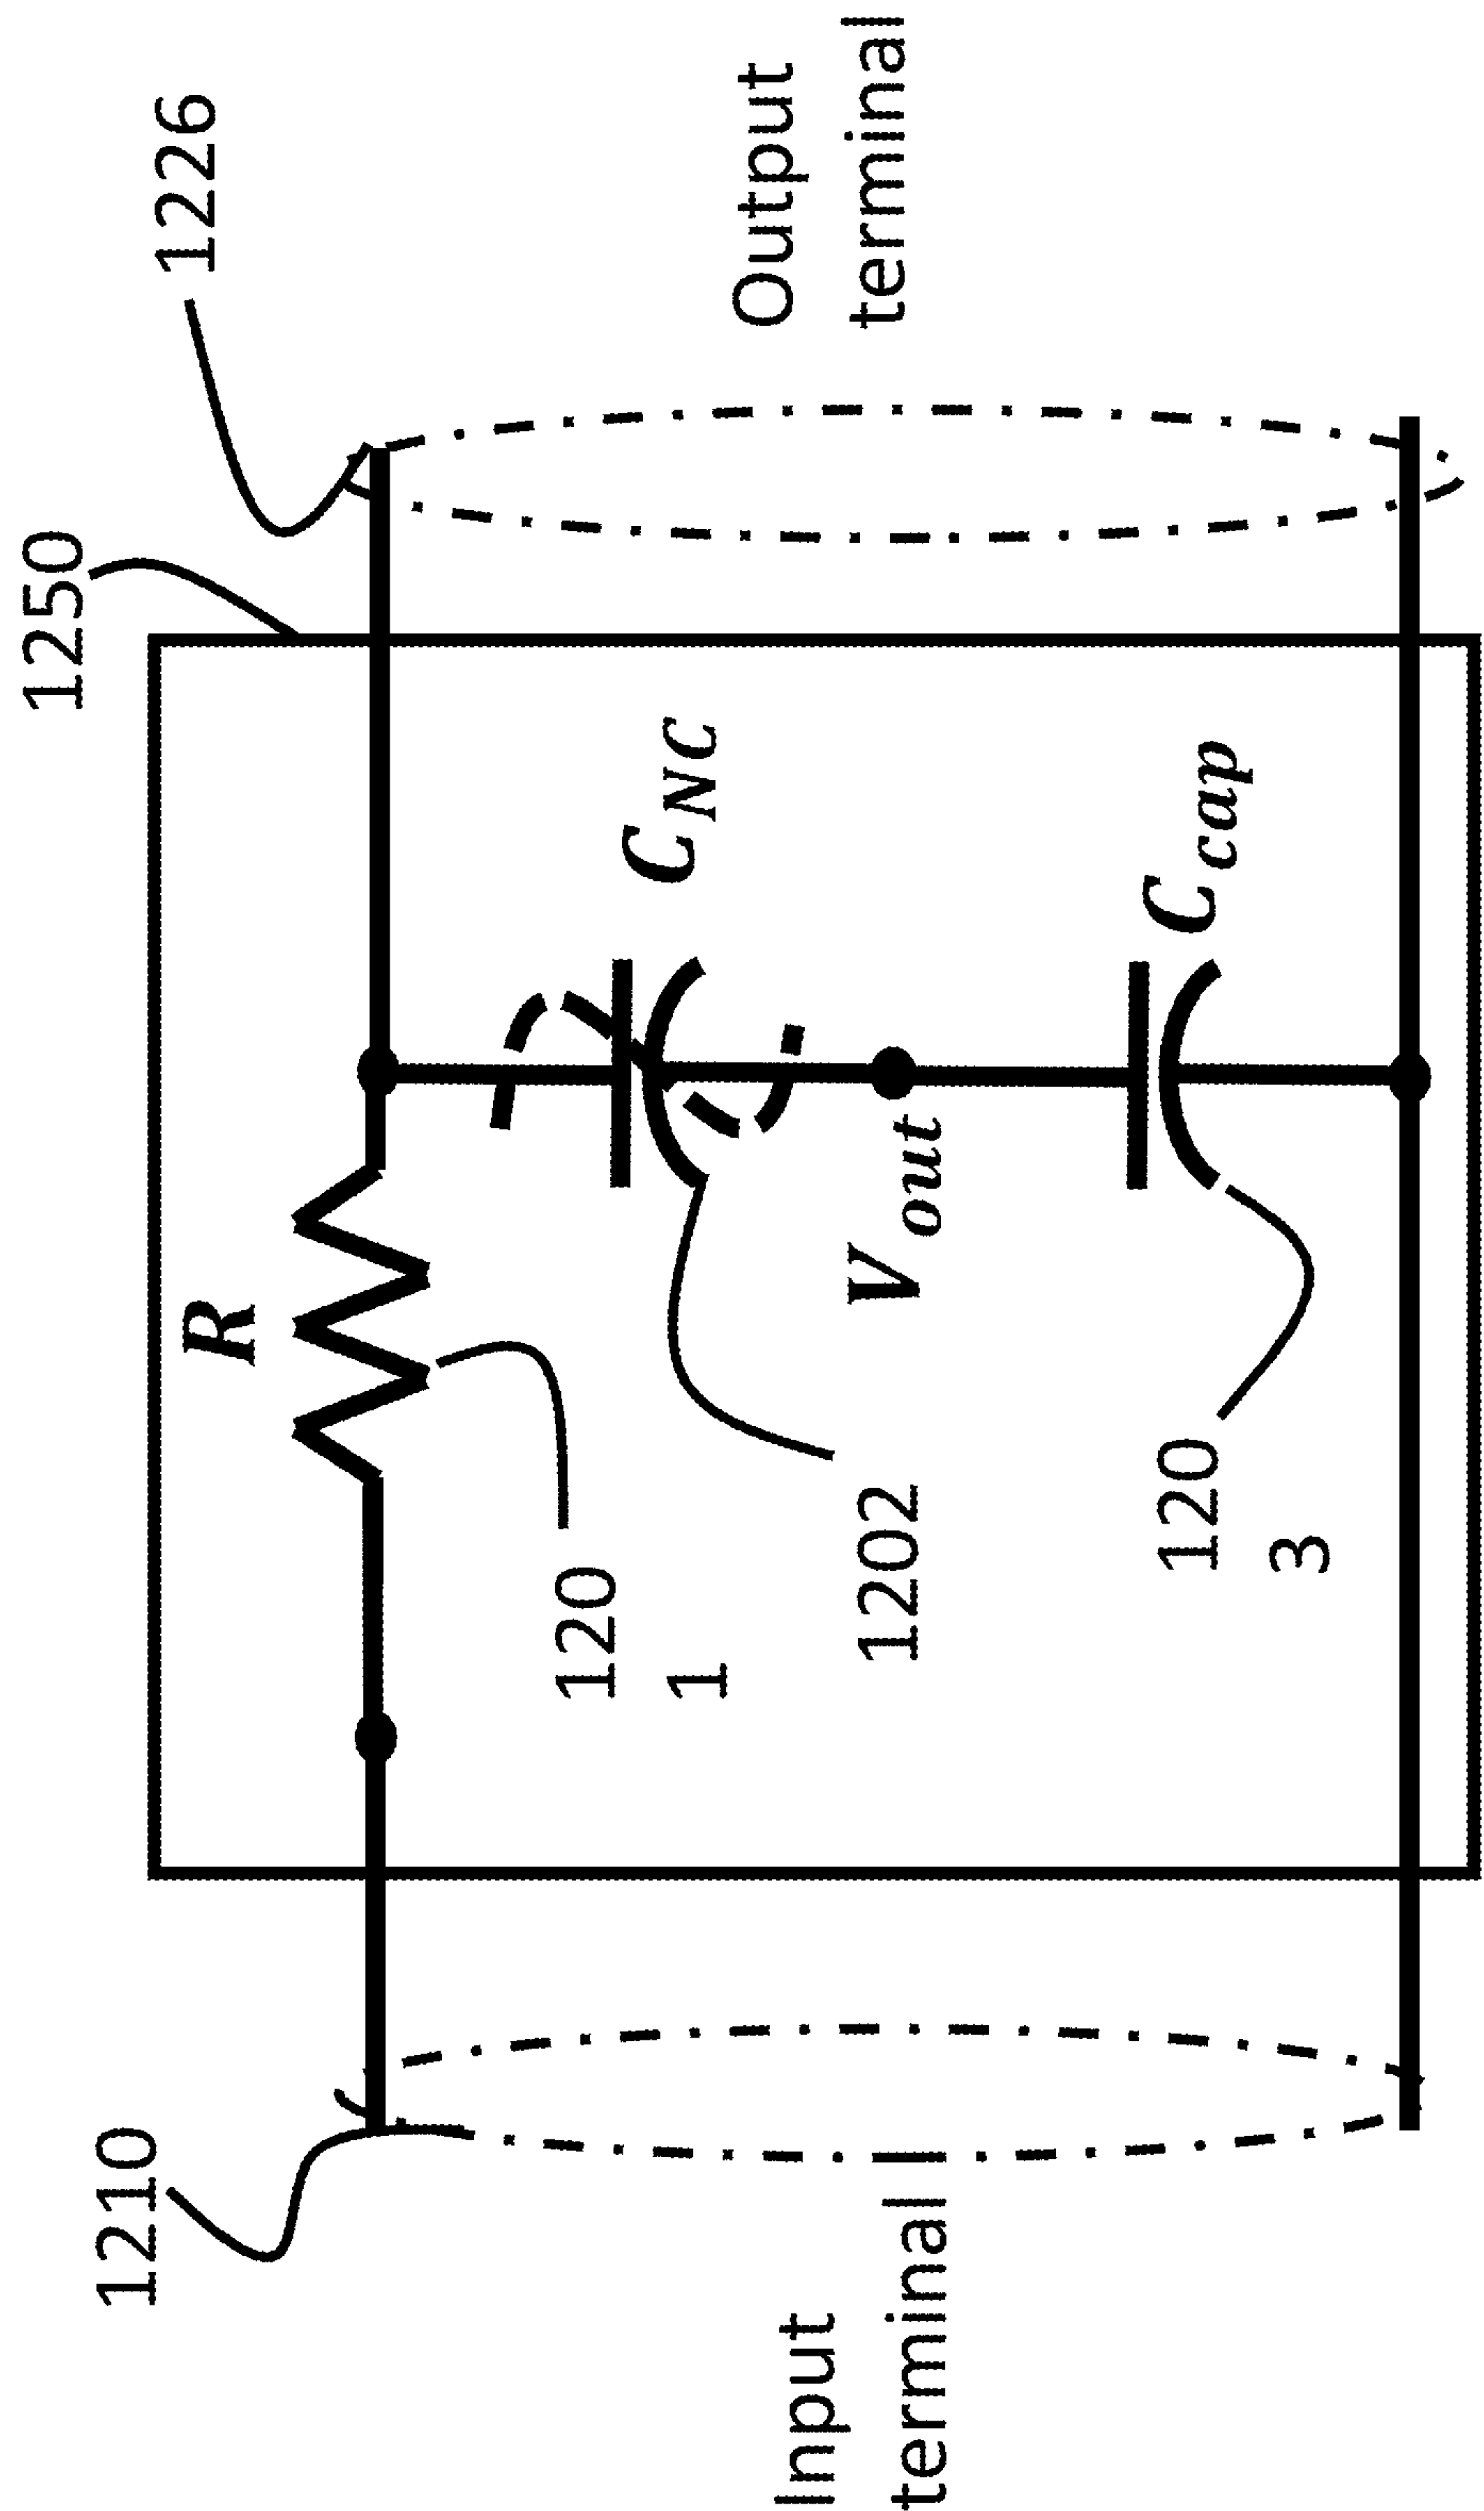 1250
1226
1210
R
C_NC
120
1
Input
terminal
Output
terminal
V_out
1202
C_cap
120
3